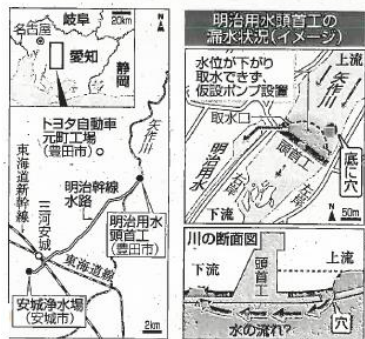 岐阜
20km
名古屋
愛知
静岡
トヨタ自動車
元町工場
(豊田市)
矢作川
東海道新幹線
明治幹線
水路
三河安城
明治用水
頭首工
(豊田市)
東海道線
安城浄水場
(安城市)
N
2km
明治用水頭首工の
漏水状況(イメージ)
水位が下がり
取水できず、
仮設ポンプ設置
上流
矢作川
取水口
頭首工
底に穴
明治用水
右岸
左岸
下流
N
50m
川の断面図
下流
頭首工
上流
水の流れ?
穴